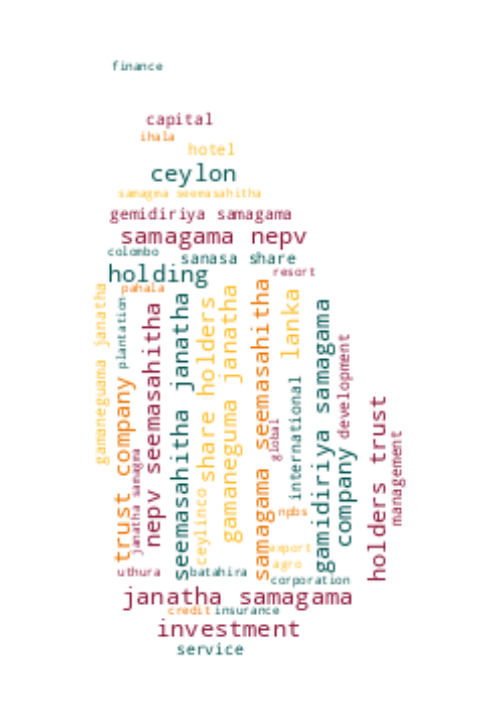 finance
capital
ihala
hotel
ceylon
samagma seemasahitha
gemidiriya samagama
samagama nepv
colombo
sanasa share
holding
resort
pahala
gamaneguama janatha
plantation
trust company
janatha samagma
nepv seemasahitha
seemasahitha janatha
ceylinco
share holders
gamaneguma janatha
samagama seemasahitha
global
lanka
international
gamidiriya samagama
development
company
holders trust
management
npbs
export
agro
uthura
batahira
corporation
janatha samagama
credit
insurance
investment
service